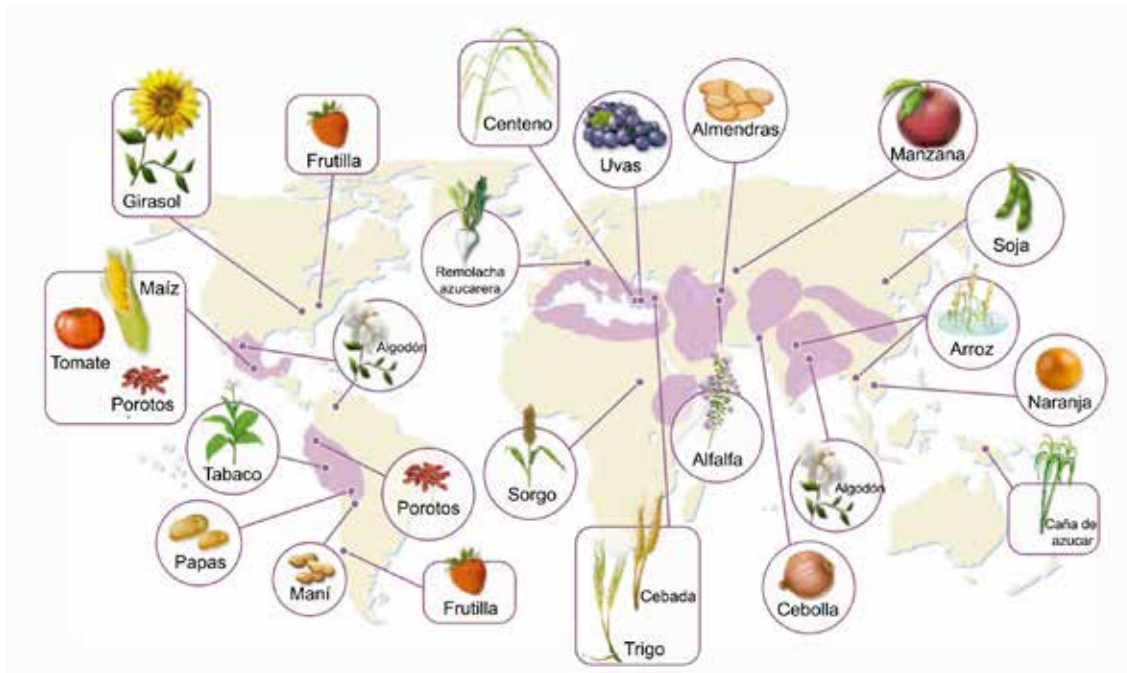 Centeno
Uvas
Almendras
Manzana
Girasol
Frutilla
Remolacha
azucarera
Soja
Maíz
Tomate
Porotos
Algodón
Arroz
Naranja
Tabaco
Porotos
Sorgo
Alfalfa
Algodón
Caña de
azucar
Papas
Maní
Frutilla
Cebada
Trigo
Cebolla